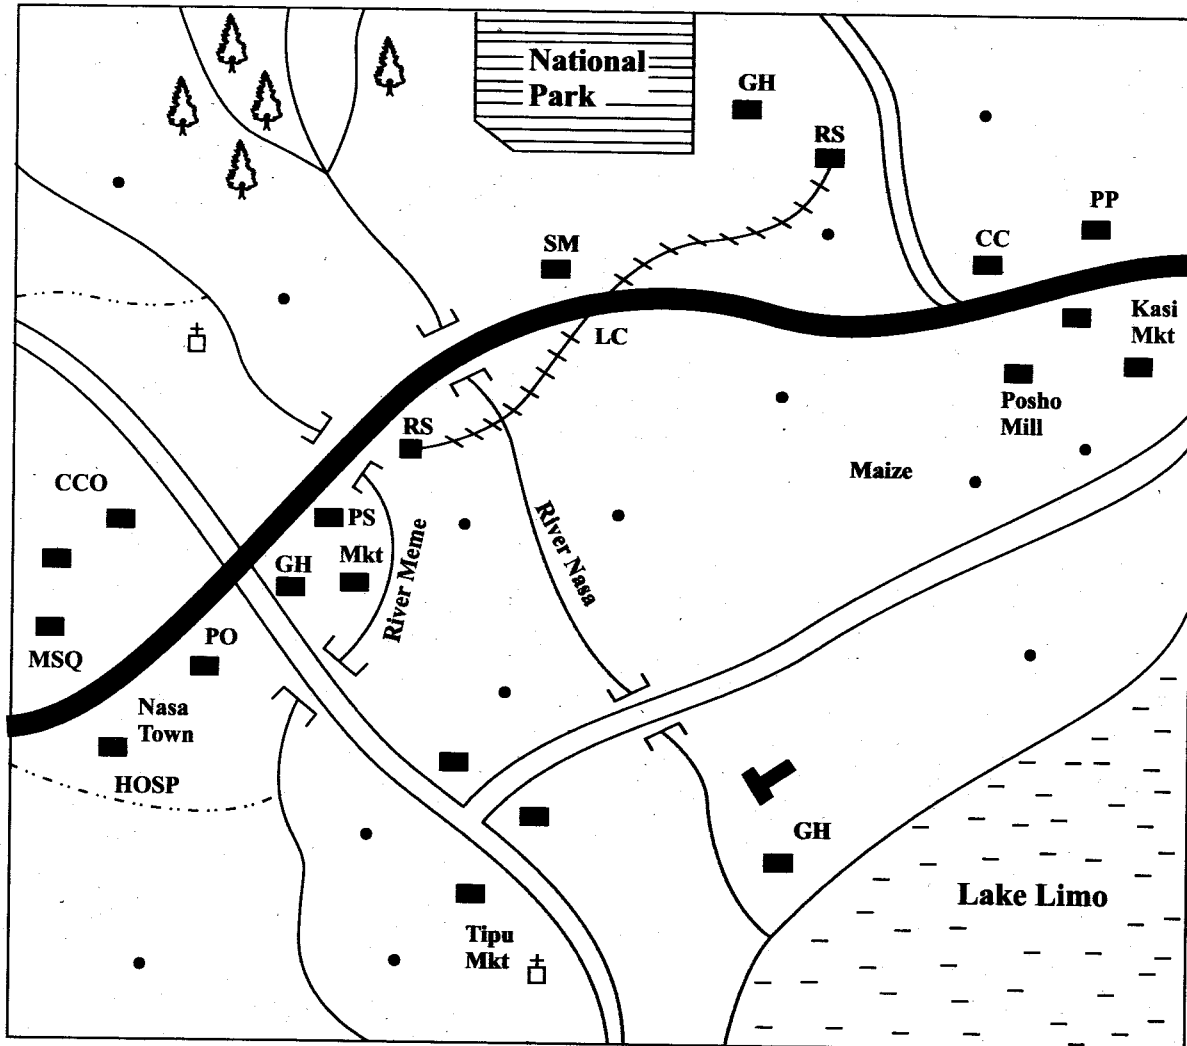 National
Park
GH
RS
PP
SM
CC
LC
Kasi
Mkt
RS
Posho
Mill
Maize
CCO
PS
River Nasa
Mkt
GH
River Meme
PO
MSQ
Nasa
Town
HOSP
GH
Lake Limo
Tipu
Mkt